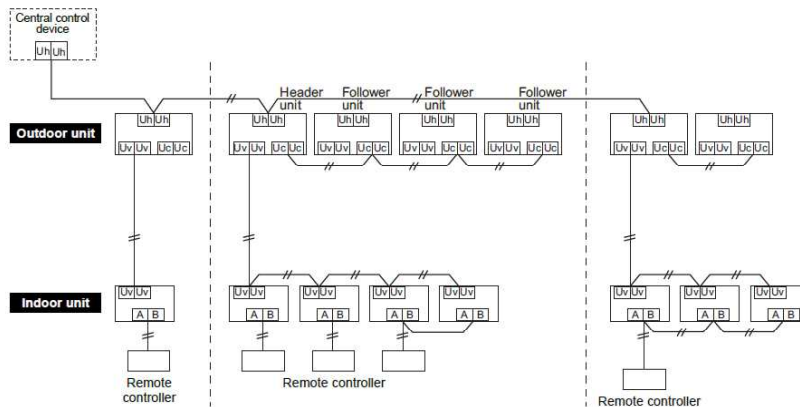 Central control
device
Uh Uh
Header
unit
Follower
unit
Follower
unit
Follower
unit
Outdoor unit
Uh Uh
Uh Uh
Uh Uh
Uh Uh
Uh Uh
Uh Uh
Uh Uh
Uv Uv Uc Uc
Uv Uv Uc Uc
Uv Uv Uc Uc
Uv Uv Uc Uc
Uv Uv Uc Uc
Uv Uv Uc Uc
Uv Uv Uc Uc
Indoor unit
Uv Uv
Uv Uv
Uv Uv
Uv Uv
Uv Uv
Uv Uv
Uv Uv
Uv Uv
A B
A B
A B
A B
A B
A B
A B
A B
Remote
controller
Remote controller
Remote controller